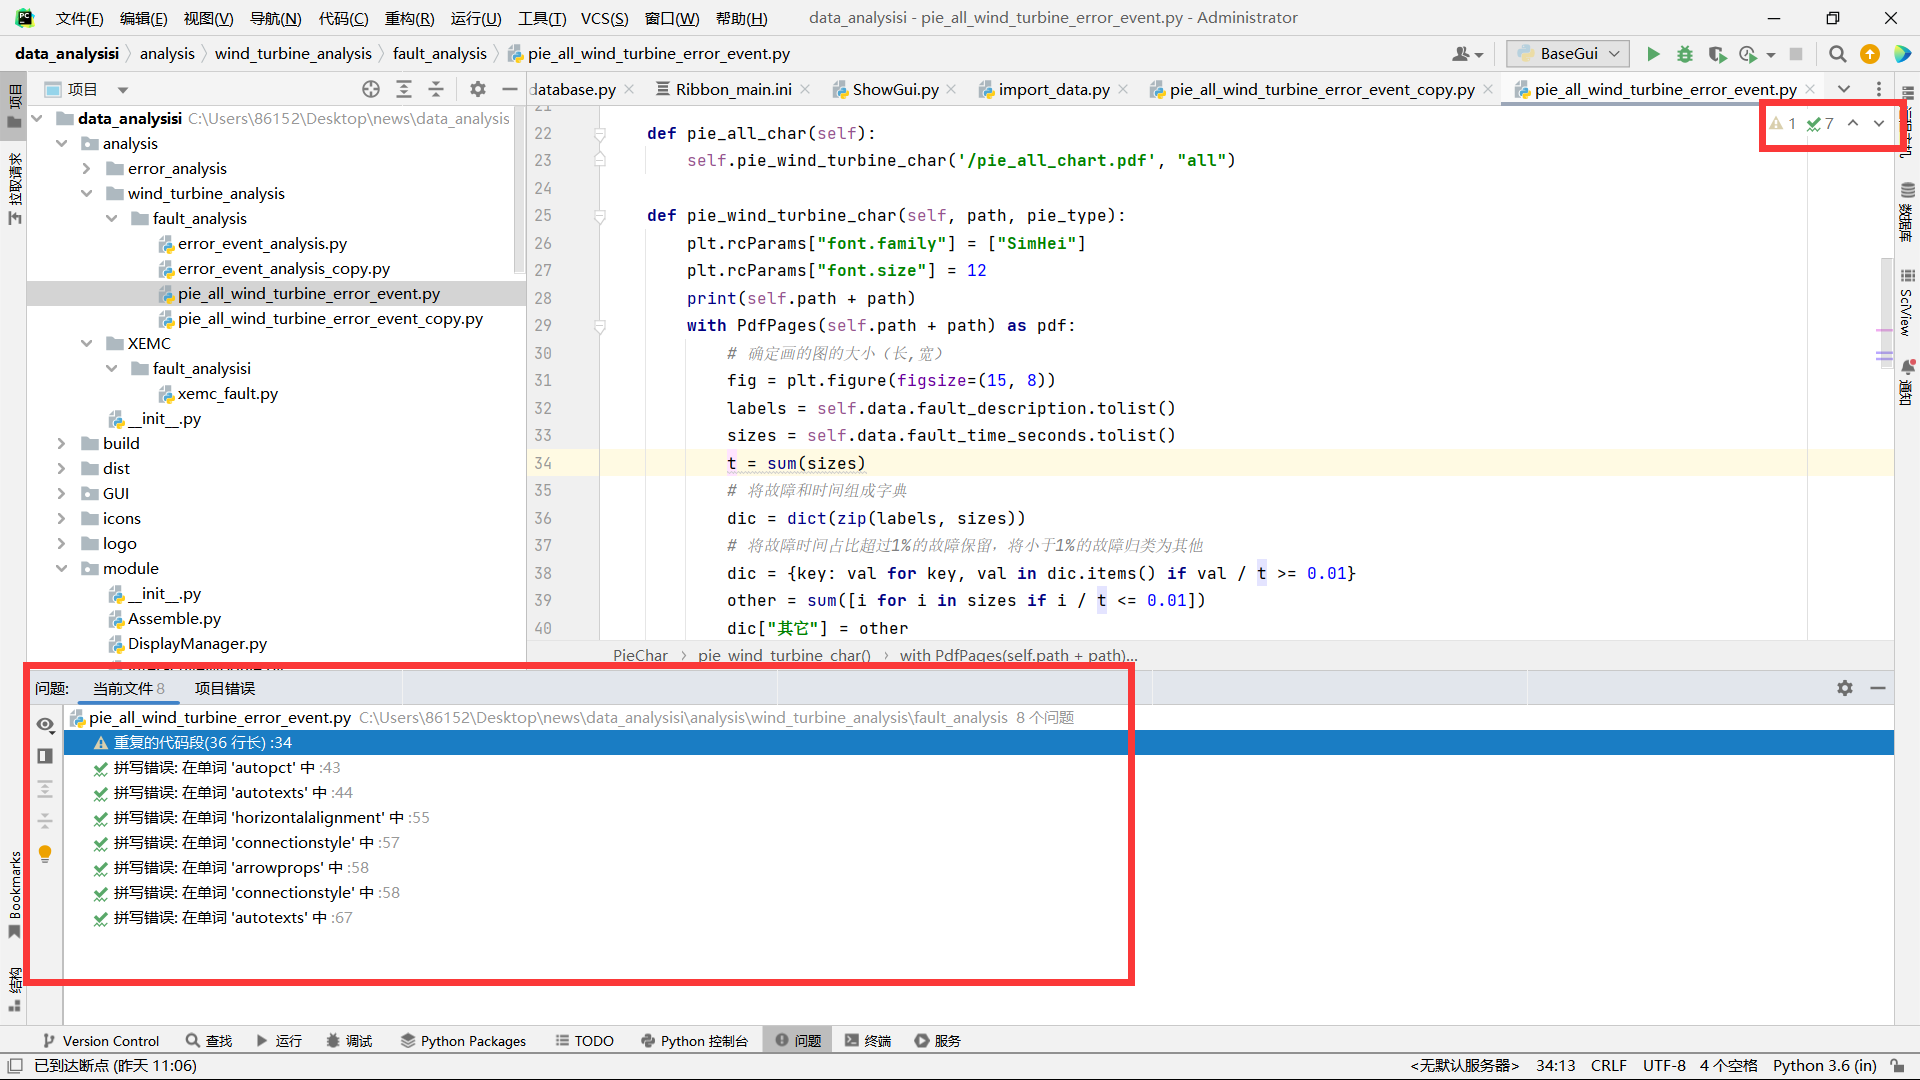 文件(F) 编辑(E) 视图(V) 导航(N) 代码(C) 重构(R) 运行(U) 工具(T) VCS(S) 窗口(W) 帮助(H) data_analysisi - pie_all_wind_turbine_error_event.py - Administrator
data_analysisi analysis wind_turbine_analysis fault_analysis pie_all_wind_turbine_error_event.py BaseGui
项目 database.py Ribbon_main.ini ShowGui.py import_data.py pie_all_wind_turbine_error_event_copy.py pie_all_wind_turbine_error_event.py
项目
拉取请求
Bookmarks
结构
data_analysisi C:\Users\86152\Desktop\news\data_analysis
analysis
error_analysis
wind_turbine_analysis
fault_analysis
error_event_analysis.py
error_event_analysis_copy.py
pie_all_wind_turbine_error_event.py
pie_all_wind_turbine_error_event_copy.py
XEMC
fault_analysisi
xemc_fault.py
__init__.py
build
dist
GUI
icons
logo
module
__init__.py
Assemble.py
DisplayManager.py
1 7
21
22 def pie_all_char(self):
23 self.pie_wind_turbine_char('/pie_all_chart.pdf', "all")
24
25 def pie_wind_turbine_char(self, path, pie_type):
26 plt.rcParams["font.family"] = ["SimHei"]
27 plt.rcParams["font.size"] = 12
28 print(self.path + path)
29 with PdfPages(self.path + path) as pdf:
30 # 确定画的图的大小（长,宽）
31 fig = plt.figure(figsize=(15, 8))
32 labels = self.data.fault_description.tolist()
33 sizes = self.data.fault_time_seconds.tolist()
34 t = sum(sizes)
35 # 将故障和时间组成字典
36 dic = dict(zip(labels, sizes))
37 # 将故障时间占比超过1%的故障保留，将小于1%的故障归类为其他
38 dic = {key: val for key, val in dic.items() if val / t >= 0.01}
39 other = sum([i for i in sizes if i / t <= 0.01])
40 dic["其它"] = other
PieChar pie_wind_turbine_char() with PdfPages(self.path + path)...
数据库
SciView
通知
问题: 当前文件 8 项目错误
pie_all_wind_turbine_error_event.py C:\Users\86152\Desktop\news\data_analysisi\analysis\wind_turbine_analysis\fault_analysis 8 个问题
重复的代码段(36 行长) :34
拼写错误: 在单词 'autopct' 中 :43
拼写错误: 在单词 'autotexts' 中 :44
拼写错误: 在单词 'horizontalalignment' 中 :55
拼写错误: 在单词 'connectionstyle' 中 :57
拼写错误: 在单词 'arrowprops' 中 :58
拼写错误: 在单词 'connectionstyle' 中 :58
拼写错误: 在单词 'autotexts' 中 :67
Version Control 查找 运行 调试 Python Packages TODO Python 控制台 问题 终端 服务
已到达断点 (昨天 11:06) <无默认服务器> 34:13 CRLF UTF-8 4 个空格 Python 3.6 (in)